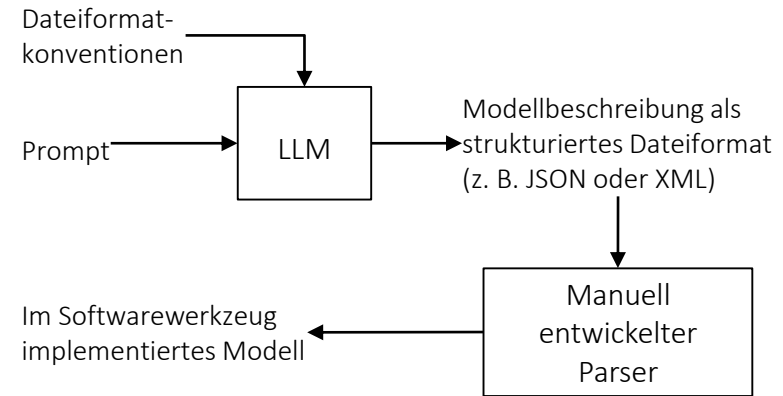 Dateiformat-
konventionen
Prompt
LLM
Modellbeschreibung als
strukturiertes Dateiformat
(z. B. JSON oder XML)
Manuell
entwickelter
Parser
Im Softwarewerkzeug
implementiertes Modell